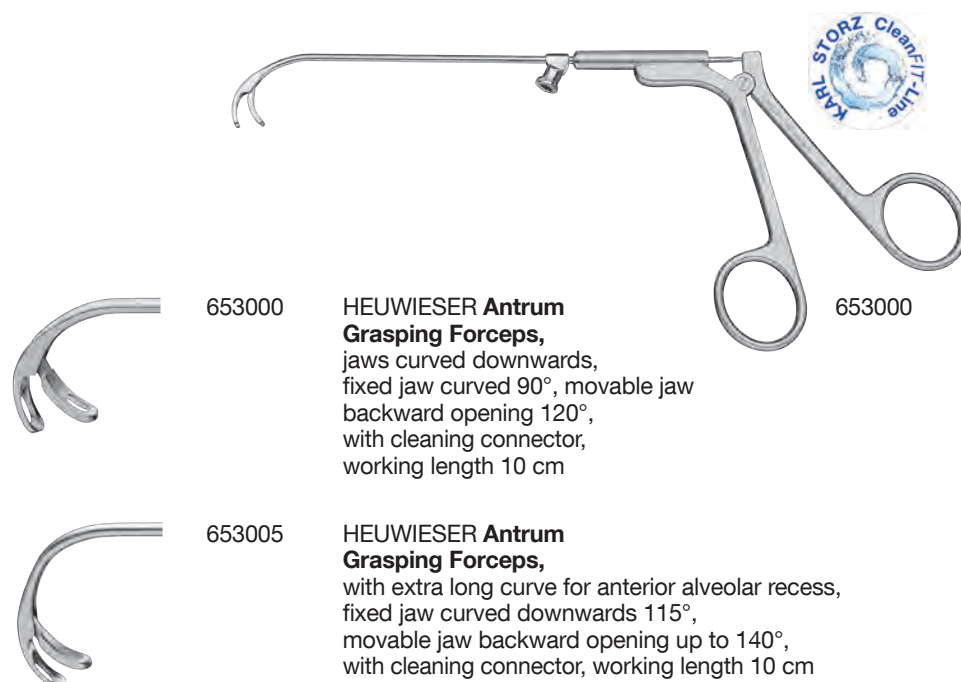 KARL STORZ CleanFIT-Line
653000
HEUWIESER Antrum
Grasping Forceps,
jaws curved downwards,
fixed jaw curved 90°, movable jaw
backward opening 120°,
with cleaning connector,
working length 10 cm
653000
653005
HEUWIESER Antrum
Grasping Forceps,
with extra long curve for anterior alveolar recess,
fixed jaw curved downwards 115°,
movable jaw backward opening up to 140°,
with cleaning connector, working length 10 cm